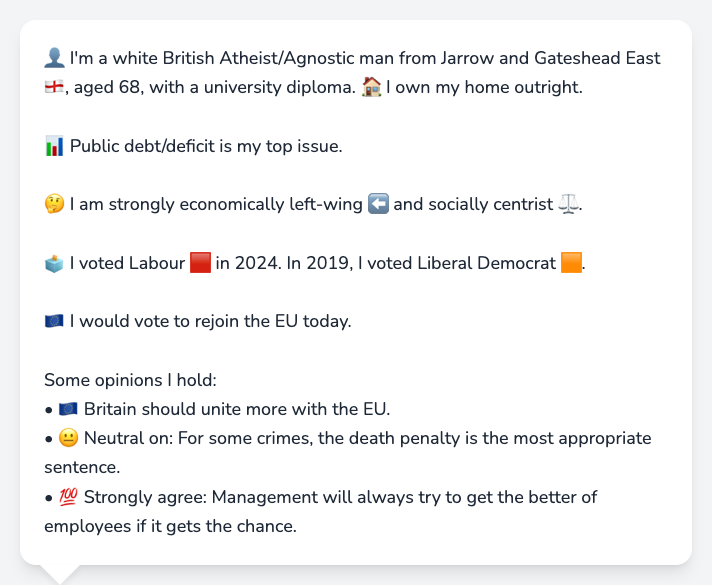 👤 I'm a white British Atheist/Agnostic man from Jarrow and Gateshead East
🏴󠁧󠁢󠁥󠁮󠁧󠁿, aged 68, with a university diploma. 🏠 I own my home outright.
📊 Public debt/deficit is my top issue.
🤔 I am strongly economically left-wing ⬅️ and socially centrist ⚖️.
🗳️ I voted Labour 🟥 in 2024. In 2019, I voted Liberal Democrat 🟧.
🇪🇺 I would vote to rejoin the EU today.
Some opinions I hold:
• 🇪🇺 Britain should unite more with the EU.
• 😐 Neutral on: For some crimes, the death penalty is the most appropriate
sentence.
• 💯 Strongly agree: Management will always try to get the better of
employees if it gets the chance.